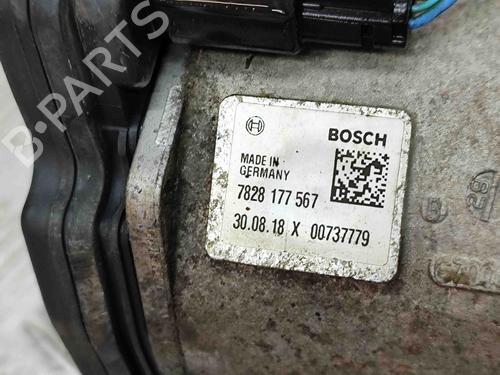 B-PARTS
BOSCH
MADE IN
GERMANY
7828 177 567
30.08.18 X 00737779